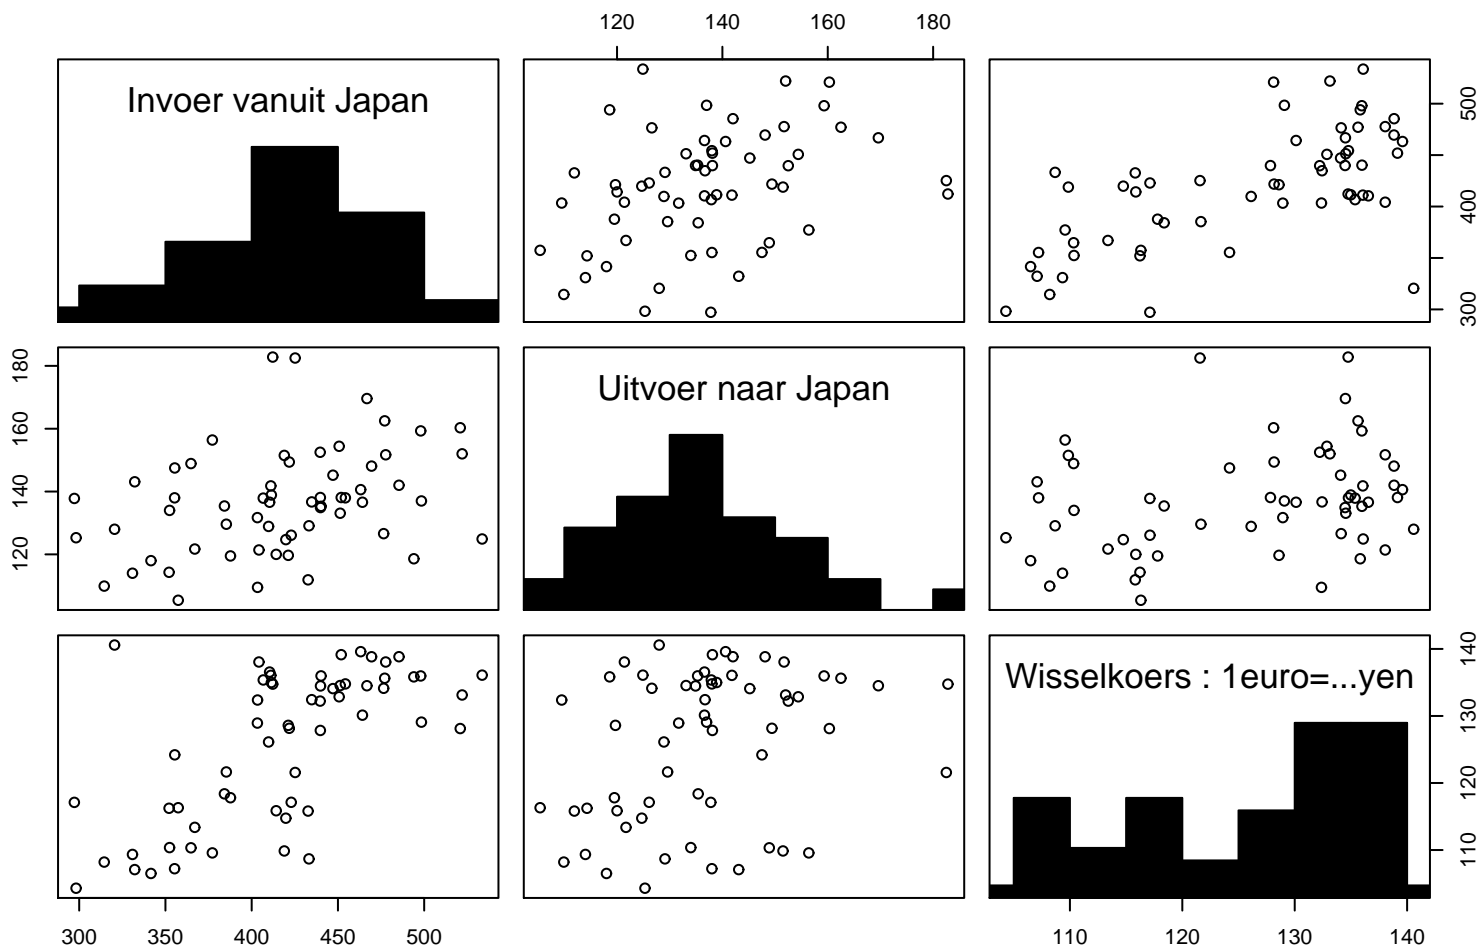 120 140 160 180
Invoer vanuit Japan
300 400 500
120 140 160 180
Uitvoer naar Japan
Wisselkoers : 1euro=...yen
110 120 130 140
300 350 400 450 500
110 120 130 140